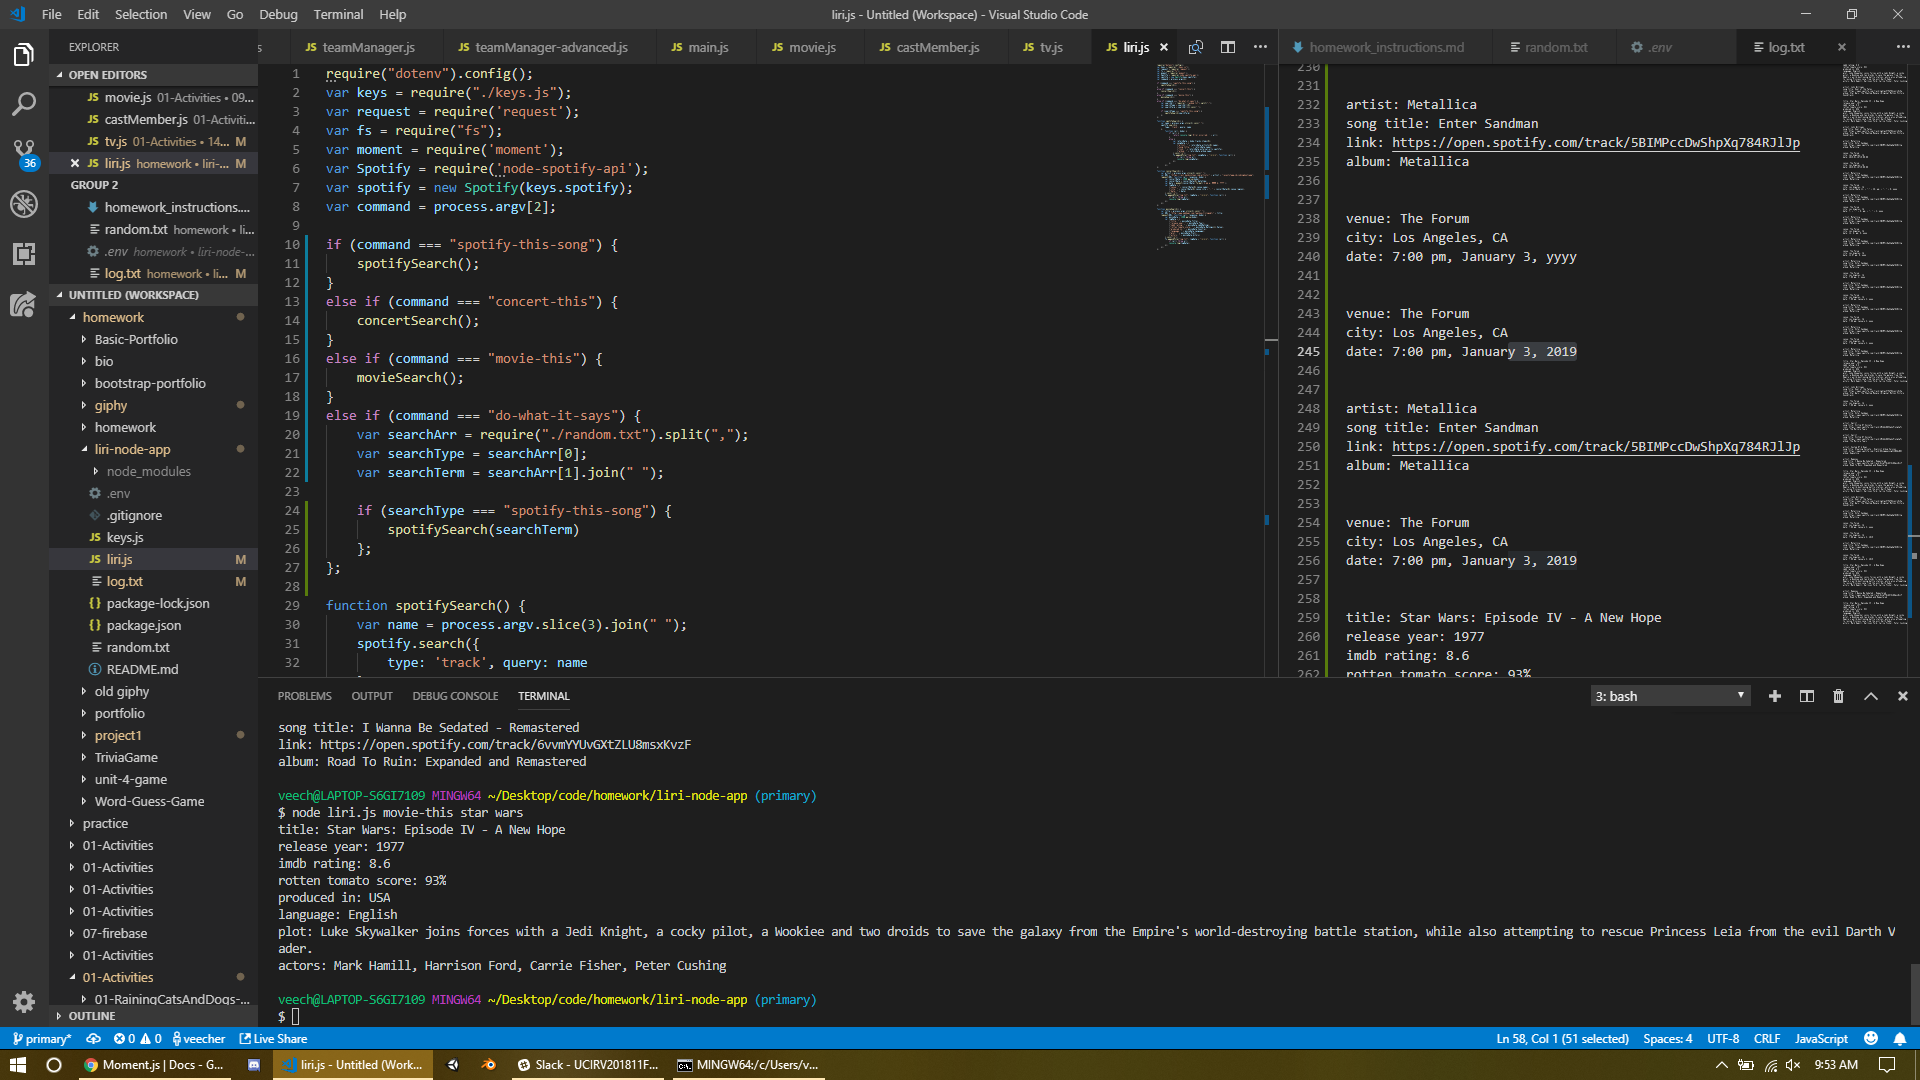 File Edit Selection View Go Debug Terminal Help
liri.js - Untitled (Workspace) - Visual Studio Code
EXPLORER
OPEN EDITORS
movie.js 01-Activities • 09...
castMember.js 01-Activiti...
tv.js 01-Activities • 14... M
liri.js homework • liri-... M
GROUP 2
homework_instructions....
random.txt homework • li...
.env homework • liri-node-...
log.txt homework • li... M
UNTITLED (WORKSPACE)
homework
Basic-Portfolio
bio
bootstrap-portfolio
giphy
homework
liri-node-app
node_modules
.env
.gitignore
keys.js
liri.js M
log.txt M
package-lock.json
package.json
random.txt
README.md
old giphy
portfolio
project1
TriviaGame
unit-4-game
Word-Guess-Game
practice
01-Activities
01-Activities
01-Activities
01-Activities
07-firebase
01-Activities
01-Activities
01-RainingCatsAndDogs-...
OUTLINE
36
JS teamManager.js JS teamManager-advanced.js JS main.js JS movie.js JS castMember.js JS tv.js JS liri.js
1 require("dotenv").config();
2 var keys = require("./keys.js");
3 var request = require('request');
4 var fs = require("fs");
5 var moment = require('moment');
6 var Spotify = require('node-spotify-api');
7 var spotify = new Spotify(keys.spotify);
8 var command = process.argv[2];
9
10 if (command === "spotify-this-song") {
11 spotifySearch();
12 }
13 else if (command === "concert-this") {
14 concertSearch();
15 }
16 else if (command === "movie-this") {
17 movieSearch();
18 }
19 else if (command === "do-what-it-says") {
20 var searchArr = require("./random.txt").split(",");
21 var searchType = searchArr[0];
22 var searchTerm = searchArr[1].join(" ");
23
24 if (searchType === "spotify-this-song") {
25 spotifySearch(searchTerm)
26 };
27 };
28
29 function spotifySearch() {
30 var name = process.argv.slice(3).join(" ");
31 spotify.search({
32 type: 'track', query: name
homework_instructions.md random.txt .env log.txt
230
231
232 artist: Metallica
233 song title: Enter Sandman
234 link: https://open.spotify.com/track/5BIMPccDwShpXq784RJlJp
235 album: Metallica
236
237
238 venue: The Forum
239 city: Los Angeles, CA
240 date: 7:00 pm, January 3, yyyy
241
242
243 venue: The Forum
244 city: Los Angeles, CA
245 date: 7:00 pm, January 3, 2019
246
247
248 artist: Metallica
249 song title: Enter Sandman
250 link: https://open.spotify.com/track/5BIMPccDwShpXq784RJlJp
251 album: Metallica
252
253
254 venue: The Forum
255 city: Los Angeles, CA
256 date: 7:00 pm, January 3, 2019
257
258
259 title: Star Wars: Episode IV - A New Hope
260 release year: 1977
261 imdb rating: 8.6
262 rotten tomato score: 93%
PROBLEMS OUTPUT DEBUG CONSOLE TERMINAL
3: bash
song title: I Wanna Be Sedated - Remastered
link: https://open.spotify.com/track/6vvmYYUvGXtZLU8msxKvzF
album: Road To Ruin: Expanded and Remastered
veech@LAPTOP-S6GI7109 MINGW64 ~/Desktop/code/homework/liri-node-app (primary)
$ node liri.js movie-this star wars
title: Star Wars: Episode IV - A New Hope
release year: 1977
imdb rating: 8.6
rotten tomato score: 93%
produced in: USA
language: English
plot: Luke Skywalker joins forces with a Jedi Knight, a cocky pilot, a Wookiee and two droids to save the galaxy from the Empire's world-destroying battle station, while also attempting to rescue Princess Leia from the evil Darth V
ader.
actors: Mark Hamill, Harrison Ford, Carrie Fisher, Peter Cushing
veech@LAPTOP-S6GI7109 MINGW64 ~/Desktop/code/homework/liri-node-app (primary)
$
primary* 0 0 veecher Live Share
Ln 58, Col 1 (51 selected) Spaces: 4 UTF-8 CRLF JavaScript
Moment.js | Docs - G... liri.js - Untitled (Work... Slack - UCIRV201811F... MINGW64:/c/Users/v...
9:53 AM